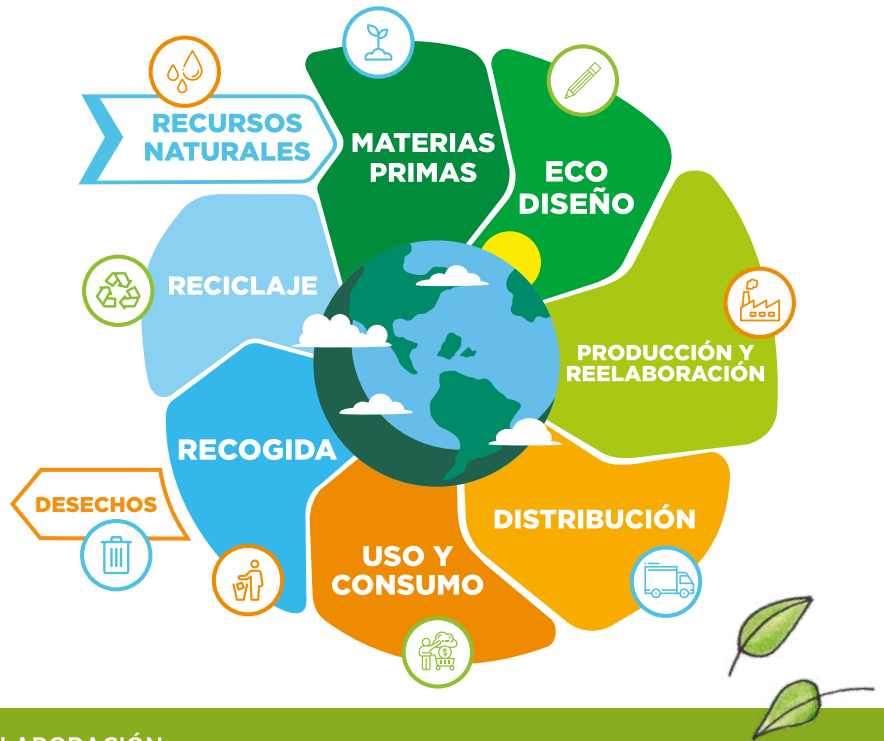 RECURSOS
NATURALES
MATERIAS
PRIMAS
ECO
DISEÑO
PRODUCCIÓN Y
REELABORACIÓN
DISTRIBUCIÓN
USO Y
CONSUMO
RECOGIDA
DESECHOS
RECICLAJE